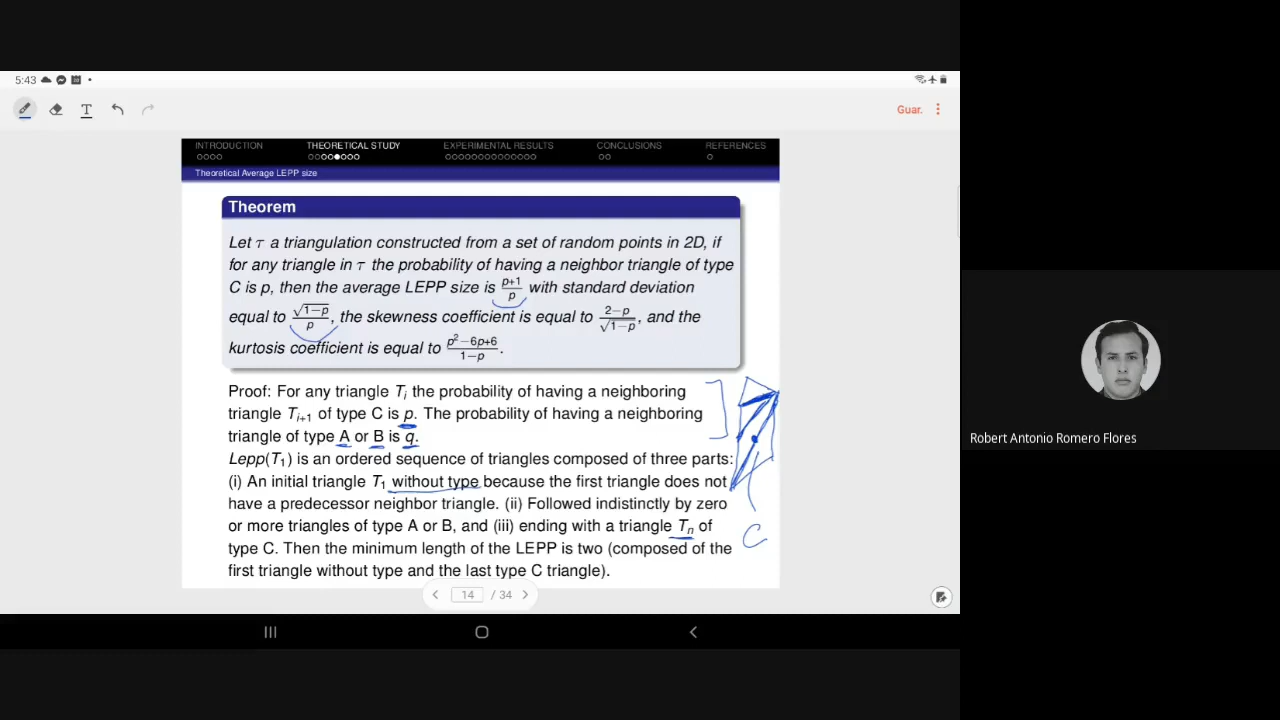 5:43
Guar.
INTRODUCTION THEORETICAL STUDY EXPERIMENTAL RESULTS CONCLUSIONS REFERENCES
Theoretical Average LEPP size
Theorem
Let τ a triangulation constructed from a set of random points in 2D, if
for any triangle in τ the probability of having a neighbor triangle of type
C is p, then the average LEPP size is (p+1)/p with standard deviation
equal to √(1−p)/p, the skewness coefficient is equal to (2−p)/√(1−p), and the
kurtosis coefficient is equal to (p²−6p+6)/(1−p).
Proof: For any triangle Tᵢ the probability of having a neighboring
triangle Tᵢ₊₁ of type C is p. The probability of having a neighboring
triangle of type A or B is q.
Lepp(T₁) is an ordered sequence of triangles composed of three parts:
(i) An initial triangle T₁ without type because the first triangle does not
have a predecessor neighbor triangle. (ii) Followed indistinctly by zero
or more triangles of type A or B, and (iii) ending with a triangle Tₙ of
type C. Then the minimum length of the LEPP is two (composed of the
first triangle without type and the last type C triangle).
C
14 / 34
Robert Antonio Romero Flores